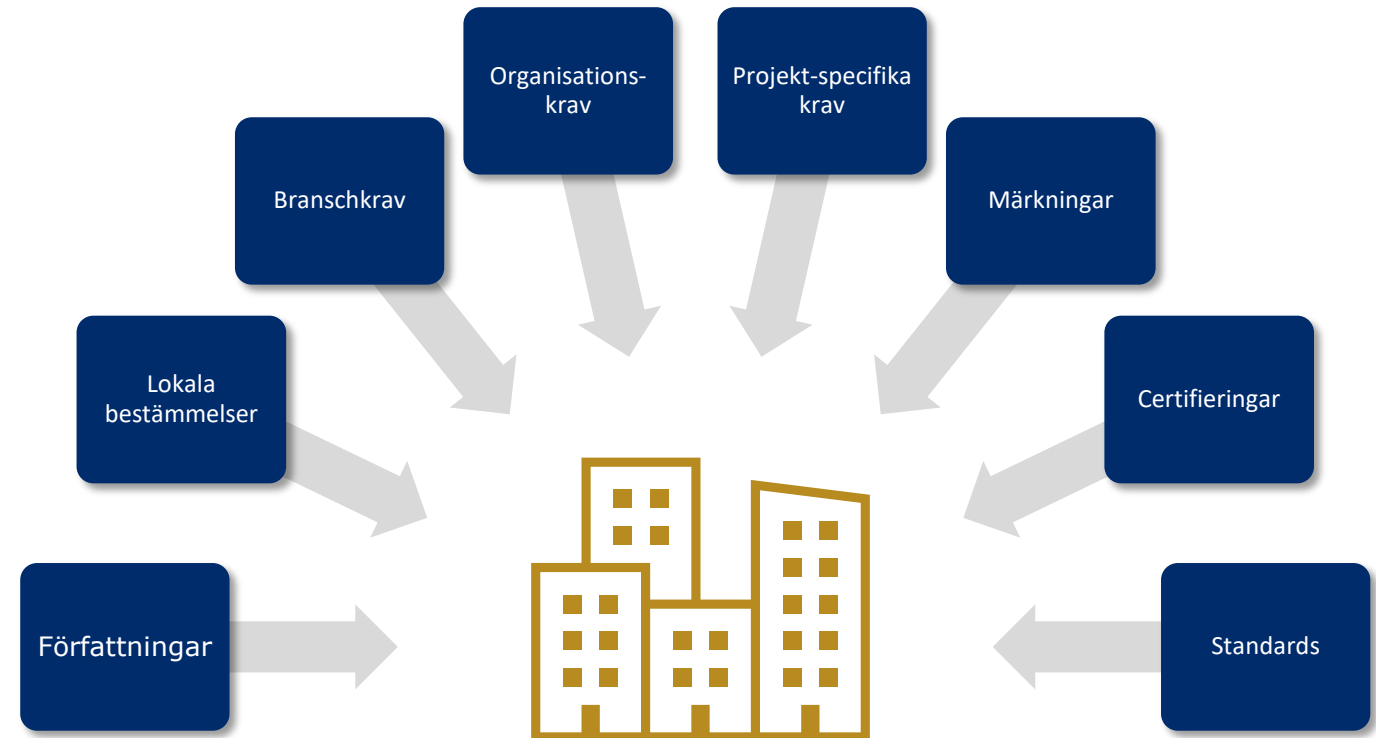 Organisations-
krav
Projekt-specifika
krav
Branschkrav
Märkningar
Lokala
bestämmelser
Certifieringar
Författningar
Standards